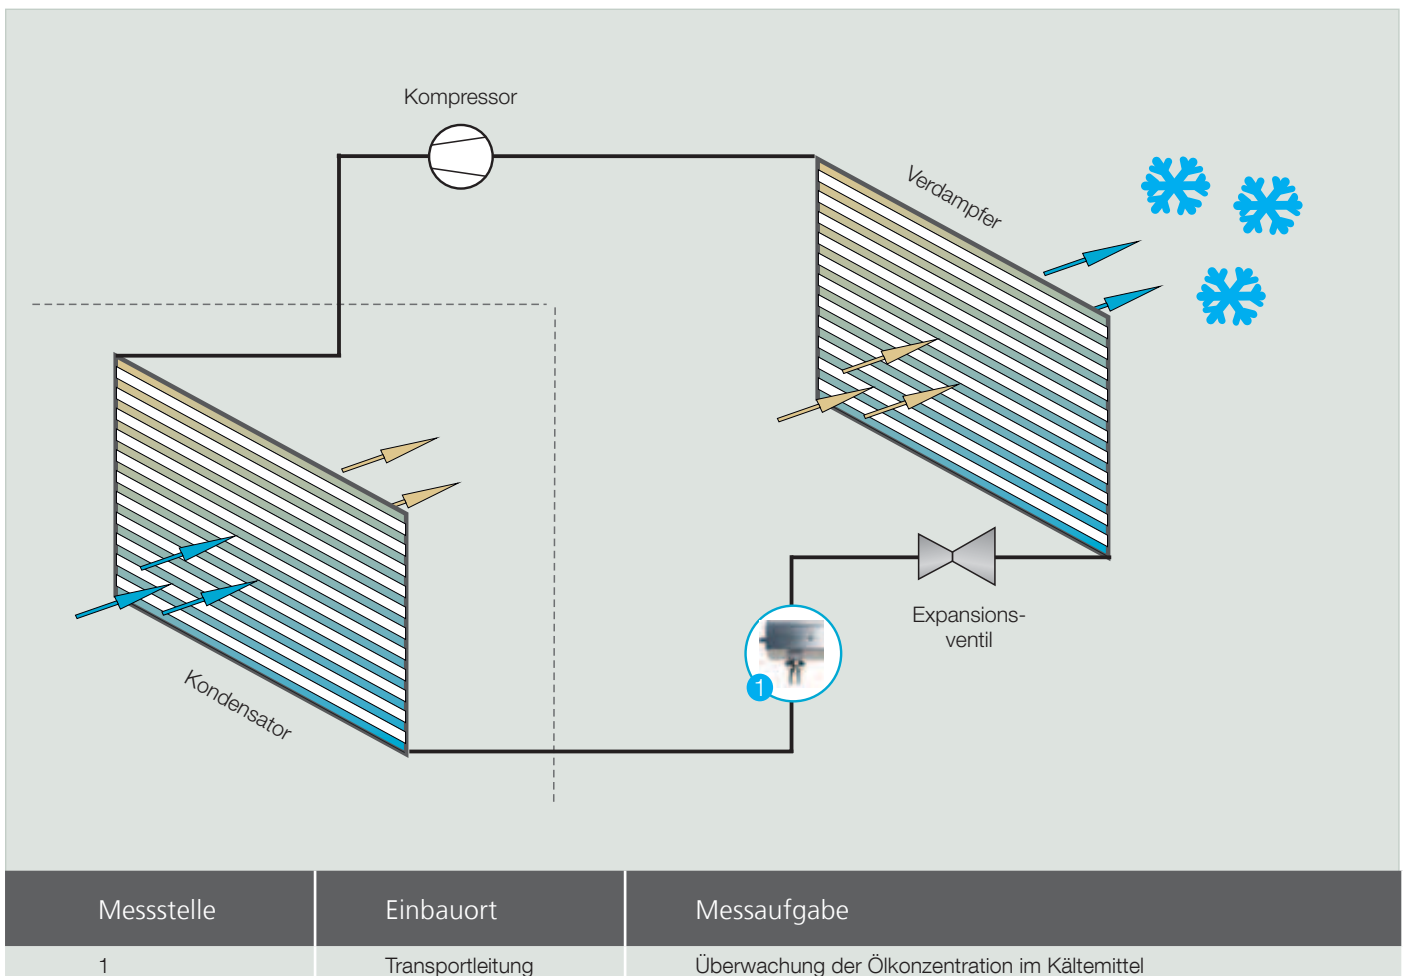 Kompressor
Verdampfer
Expansions-
ventil
1
Kondensator
Messstelle Einbauort Messaufgabe
1 Transportleitung Überwachung der Ölkonzentration im Kältemittel